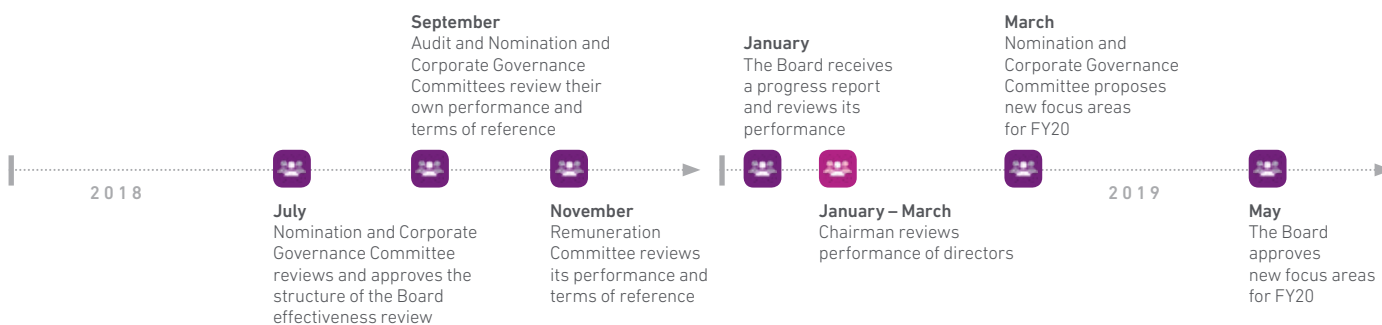 September
Audit and Nomination and
Corporate Governance
Committees review their
own performance and
terms of reference
January
The Board receives
a progress report
and reviews its
performance
March
Nomination and
Corporate Governance
Committee proposes
new focus areas
for FY20
2018
2019
July
Nomination and Corporate
Governance Committee
reviews and approves the
structure of the Board
effectiveness review
November
Remuneration
Committee reviews
its performance and
terms of reference
January – March
Chairman reviews
performance of directors
May
The Board
approves
new focus areas
for FY20